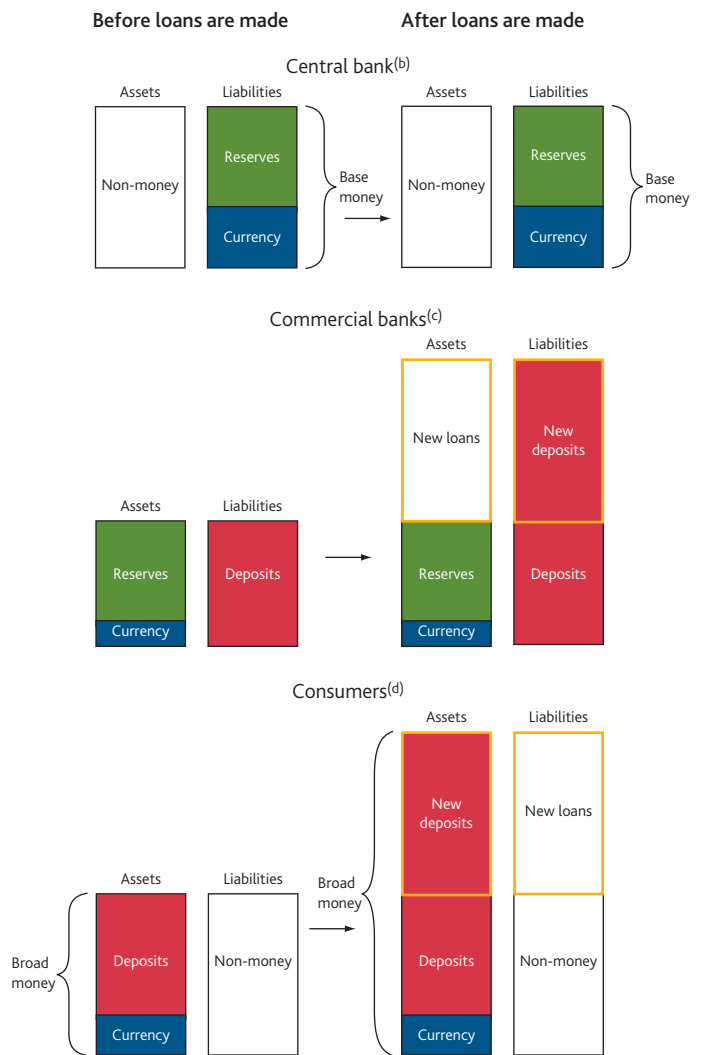 Before loans are made
After loans are made
Central bank(b)
Assets
Liabilities
Assets
Liabilities
Non-money
Reserves
Currency
Base
money
Non-money
Reserves
Currency
Base
money
Commercial banks(c)
Assets
Liabilities
New loans
New
deposits
Assets
Liabilities
Reserves
Currency
Deposits
Reserves
Currency
Deposits
Consumers(d)
Assets
Liabilities
New
deposits
New loans
Assets
Liabilities
Broad
money
Deposits
Currency
Non-money
Broad
money
Deposits
Currency
Non-money